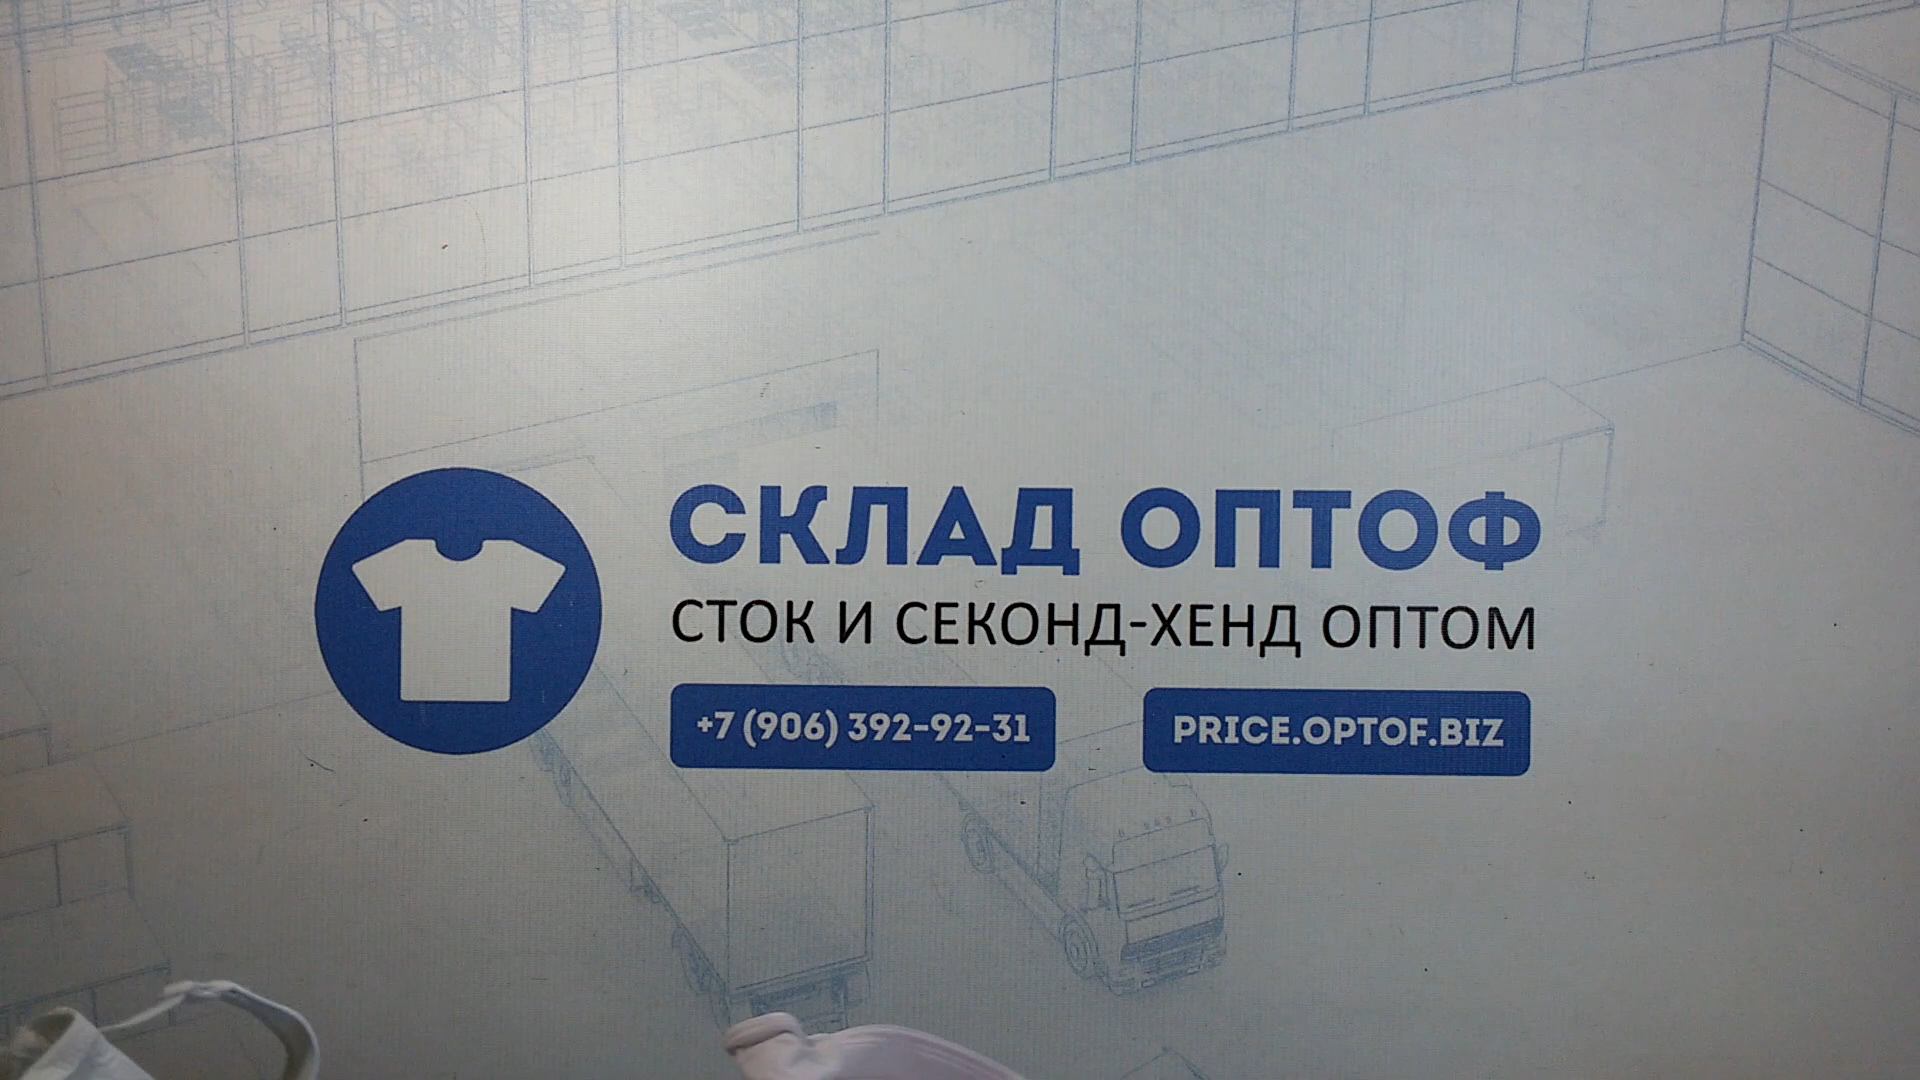 СКЛАД ОПТОФ
СТОК И СЕКОНД-ХЕНД ОПТОМ
+7 (906) 392-92-31
PRICE.OPTOF.BIZ